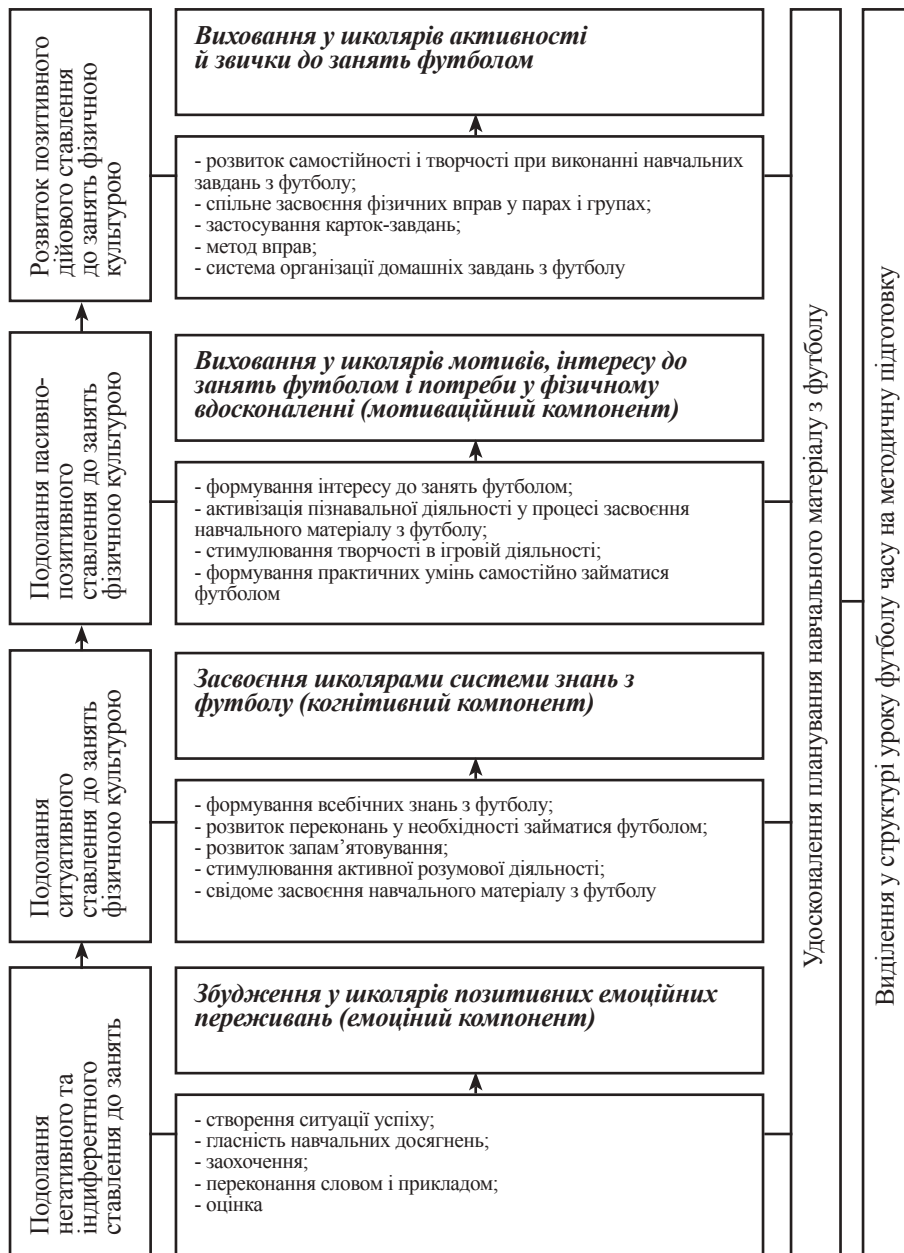 Розвиток позитивного
дійового ставлення
до занять фізичною
культурою
Виховання у школярів активності
й звички до занять футболом
- розвиток самостійності і творчості при виконанні навчальних
завдань з футболу;
- спільне засвоєння фізичних вправ у парах і групах;
- застосування карток-завдань;
- метод вправ;
- система організації домашніх завдань з футболу
Подолання пасивно-
позитивного
ставлення до занять
фізичною культурою
Виховання у школярів мотивів, інтересу до
занять футболом і потреби у фізичному
вдосконаленні (мотиваційний компонент)
- формування інтересу до занять футболом;
- активізація пізнавальної діяльності у процесі засвоєння
навчального матеріалу з футболу;
- стимулювання творчості в ігровій діяльності;
- формування практичних умінь самостійно займатися
футболом
Подолання
ситуативного
ставлення до занять
фізичною культурою
Засвоєння школярами системи знань з
футболу (когнітивний компонент)
- формування всебічних знань з футболу;
- розвиток переконань у необхідності займатися футболом;
- розвиток запам’ятовування;
- стимулювання активної розумової діяльності;
- свідоме засвоєння навчального матеріалу з футболу
Подолання
негативного та
індиферентного
ставлення до занять
Збудження у школярів позитивних емоційних
переживань (емоціний компонент)
- створення ситуації успіху;
- гласність навчальних досягнень;
- заохочення;
- переконання словом і прикладом;
- оцінка
Удосконалення планування навчального матеріалу з футболу
Виділення у структурі уроку футболу часу на методичну підготовку